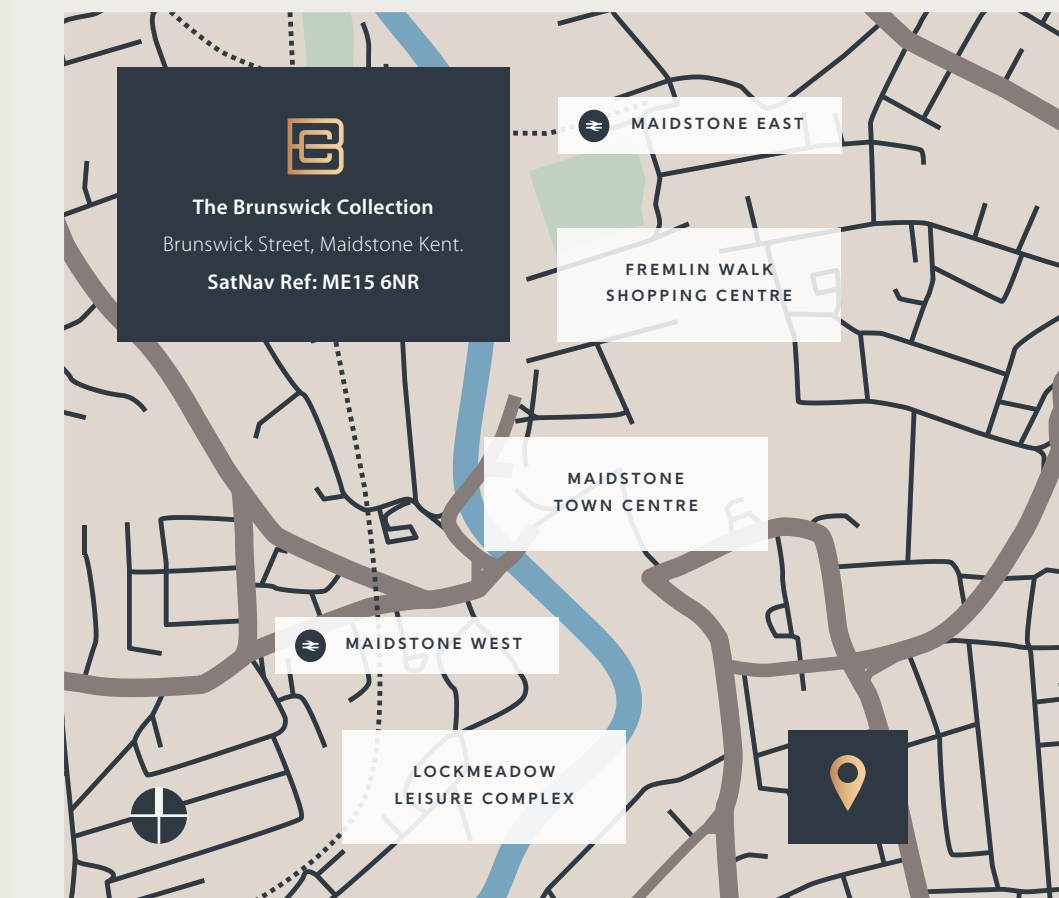 The Brunswick Collection
Brunswick Street, Maidstone Kent.
SatNav Ref: ME15 6NR
MAIDSTONE EAST
FREMLIN WALK
SHOPPING CENTRE
MAIDSTONE
TOWN CENTRE
MAIDSTONE WEST
LOCKMEADOW
LEISURE COMPLEX